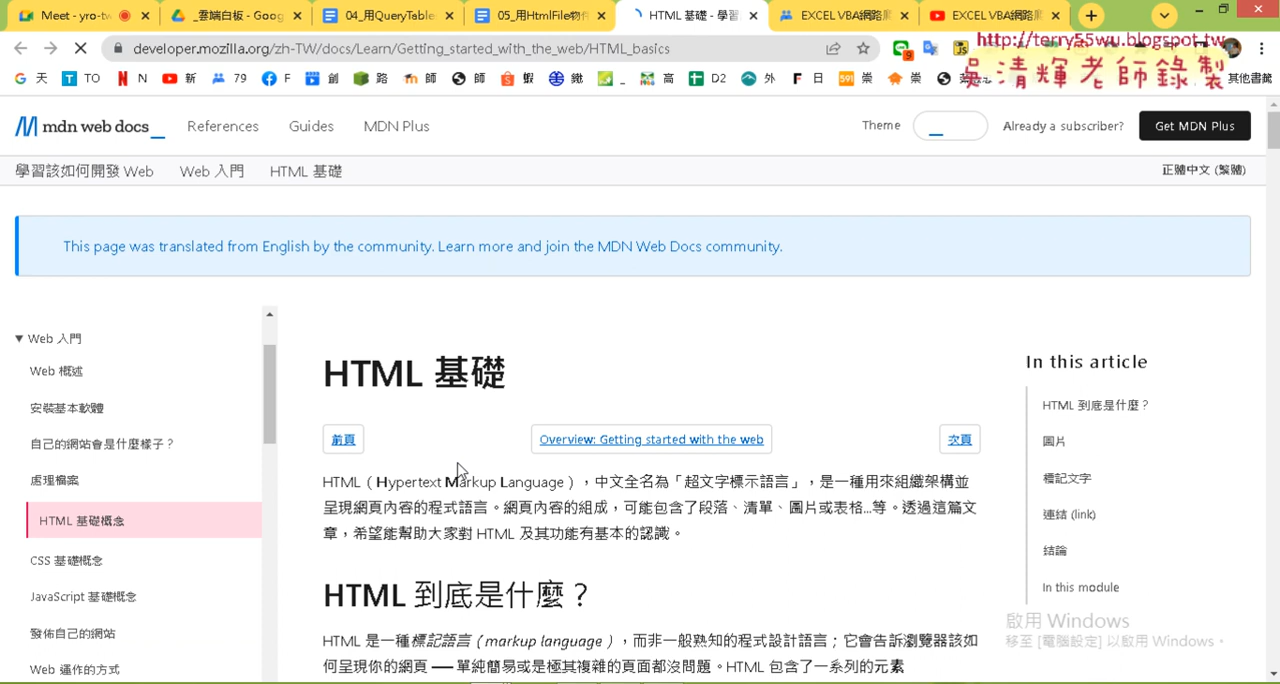 Meet - yro-tw
_雲端白板 - Goog
04_用QueryTable
05_用HtmlFile物件
HTML 基礎 - 學習
EXCEL VBA網路爬
EXCEL VBA網路爬
developer.mozilla.org/zh-TW/docs/Learn/Getting_started_with_the_web/HTML_basics
http://terry55wu.blogspot.tw
吳清輝老師錄製
天 TO N 新 79 F 創 路 師 師 蝦 鐵 _ 高 D2 外 日 崇 崇 其他書籤
mdn web docs
References Guides MDN Plus
Theme Already a subscriber? Get MDN Plus
學習該如何開發 Web Web 入門 HTML 基礎
正體中文 (繁體)
This page was translated from English by the community. Learn more and join the MDN Web Docs community.
▼ Web 入門
Web 概述
安裝基本軟體
自己的網站會是什麼樣子？
處理檔案
HTML 基礎概念
CSS 基礎概念
JavaScript 基礎概念
發佈自己的網站
Web 運作的方式
HTML 基礎
前頁 Overview: Getting started with the web 次頁
HTML（Hypertext Markup Language），中文全名為「超文字標示語言」，是一種用來組織架構並
呈現網頁內容的程式語言。網頁內容的組成，可能包含了段落、清單、圖片或表格…等。透過這篇文
章，希望能幫助大家對 HTML 及其功能有基本的認識。
HTML 到底是什麼？
HTML 是一種標記語言（markup language），而非一般熟知的程式設計語言；它會告訴瀏覽器該如
何呈現你的網頁 —— 單純簡易或是極其複雜的頁面都沒問題。HTML 包含了一系列的元素
In this article
HTML 到底是什麼？
圖片
標記文字
連結 (link)
結論
In this module
啟用 Windows
移至 [電腦設定] 以啟用 Windows。